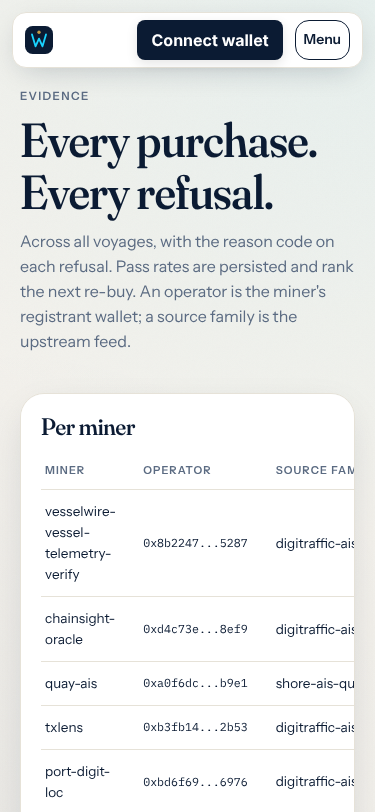 W
Connect wallet
Menu
EVIDENCE
Every purchase.
Every refusal.
Across all voyages, with the reason code on
each refusal. Pass rates are persisted and rank
the next re-buy. An operator is the miner's
registrant wallet; a source family is the
upstream feed.
Per miner
MINER OPERATOR SOURCE FAM
vesselwire-
vessel-
telemetry-
verify
0x8b2247...5287 digitraffic-ais
chainsight-
oracle
0xd4c73e...8ef9 digitraffic-ais
quay-ais 0xa0f6dc...b9e1 shore-ais-qu
txlens 0xb3fb14...2b53 digitraffic-ais
port-digit-
loc
0xbd6f69...6976 digitraffic-ais